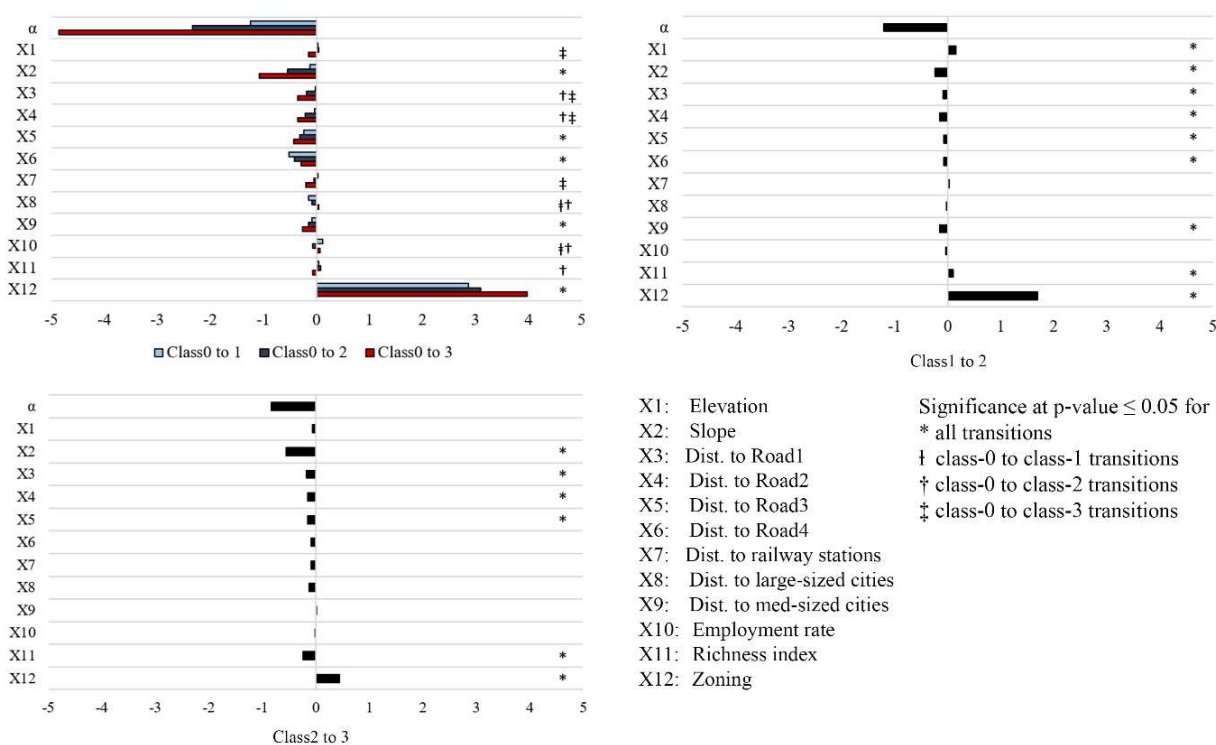 α
X1 ‡
X2 *
X3 †‡
X4 †‡
X5 *
X6 *
X7 ‡
X8 ƚ†
X9 *
X10 ƚ†
X11 †
X12 *
-5 -4 -3 -2 -1 0 1 2 3 4 5
Class0 to 1 Class0 to 2 Class0 to 3
α
X1 *
X2 *
X3 *
X4 *
X5 *
X6 *
X7
X8
X9 *
X10
X11 *
X12 *
-5 -4 -3 -2 -1 0 1 2 3 4 5
Class1 to 2
α
X1
X2 *
X3 *
X4 *
X5 *
X6
X7
X8
X9
X10
X11 *
X12 *
-5 -4 -3 -2 -1 0 1 2 3 4 5
Class2 to 3
X1: Elevation
X2: Slope
X3: Dist. to Road1
X4: Dist. to Road2
X5: Dist. to Road3
X6: Dist. to Road4
X7: Dist. to railway stations
X8: Dist. to large-sized cities
X9: Dist. to med-sized cities
X10: Employment rate
X11: Richness index
X12: Zoning
Significance at p-value ≤ 0.05 for
* all transitions
ƚ class-0 to class-1 transitions
† class-0 to class-2 transitions
‡ class-0 to class-3 transitions